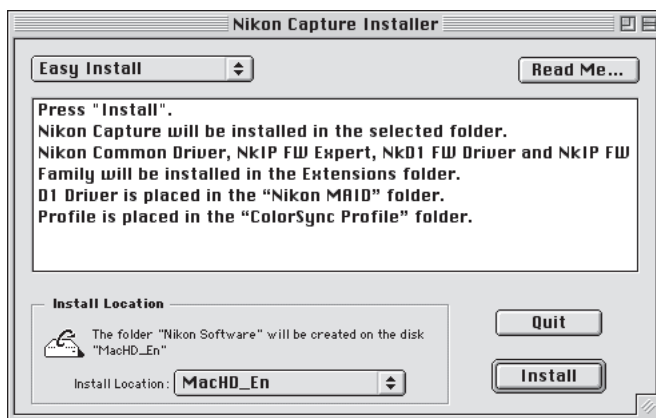 Nikon Capture Installer
Easy Install
Read Me...
Press "Install".
Nikon Capture will be installed in the selected folder.
Nikon Common Driver, NkIP FW Expert, NkD1 FW Driver and NkIP FW
Family will be installed in the Extensions folder.
D1 Driver is placed in the “Nikon MAID” folder.
Profile is placed in the “ColorSync Profile” folder.
Install Location
The folder "Nikon Software" will be created on the disk
"MacHD_En"
Install Location: MacHD_En
Quit
Install